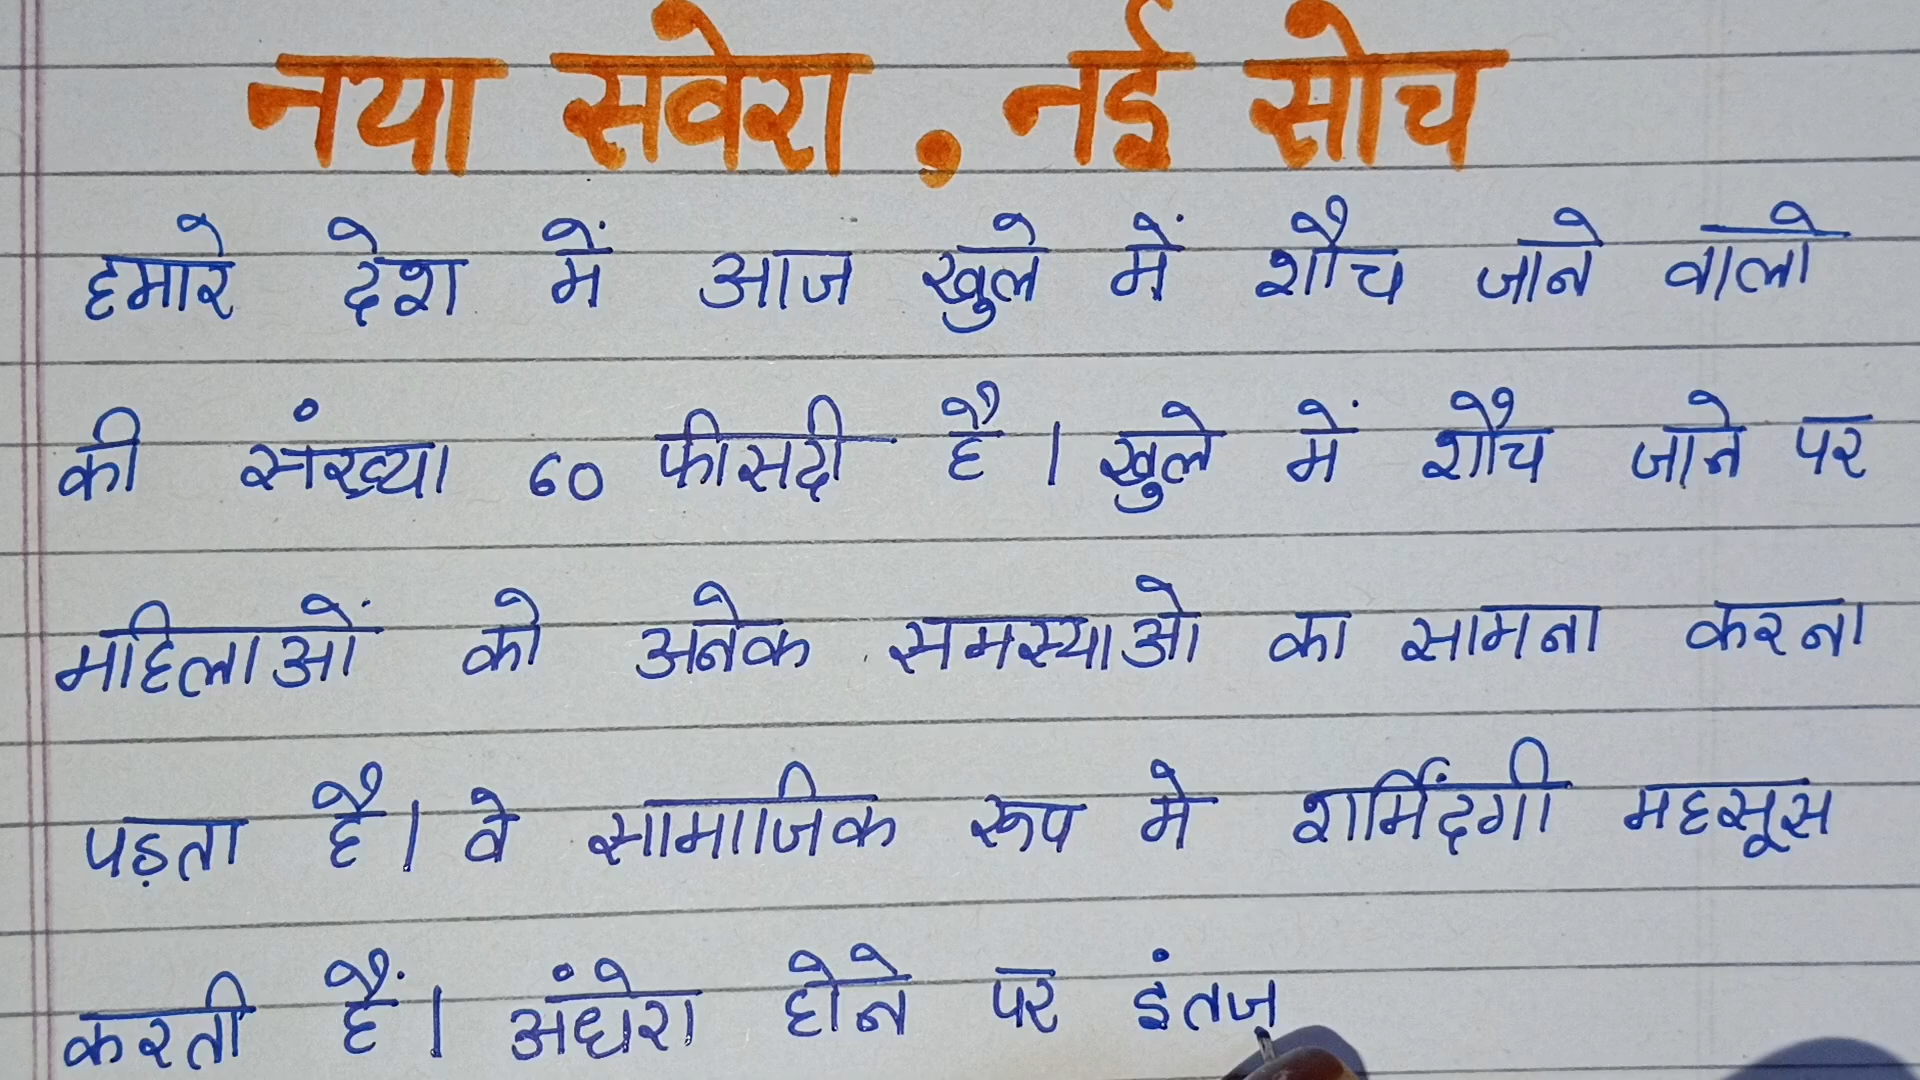 नया सवेरा , नई सोच
हमारे देश में आज खुले में शौच जाने वालो
की संख्या 60 फीसदी है । खुले में शौच जाने पर
महिलाओं को अनेक समस्याओ का सामना करना
पड़ता है । वे सामाजिक रूप मे शर्मिंदगी महसूस
करती हैं । अंधेरा होने पर इंतज